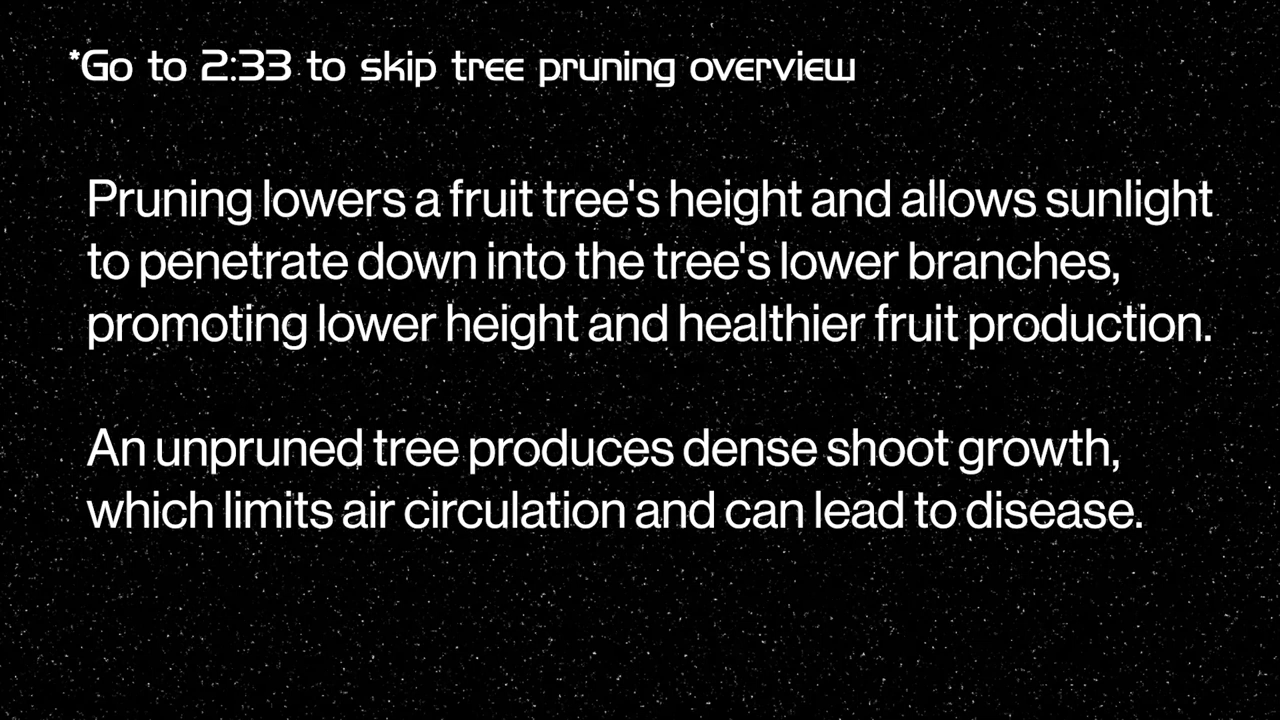 *Go to 2:33 to skip tree pruning overview
Pruning lowers a fruit tree's height and allows sunlight
to penetrate down into the tree's lower branches,
promoting lower height and healthier fruit production.
An unpruned tree produces dense shoot growth,
which limits air circulation and can lead to disease.